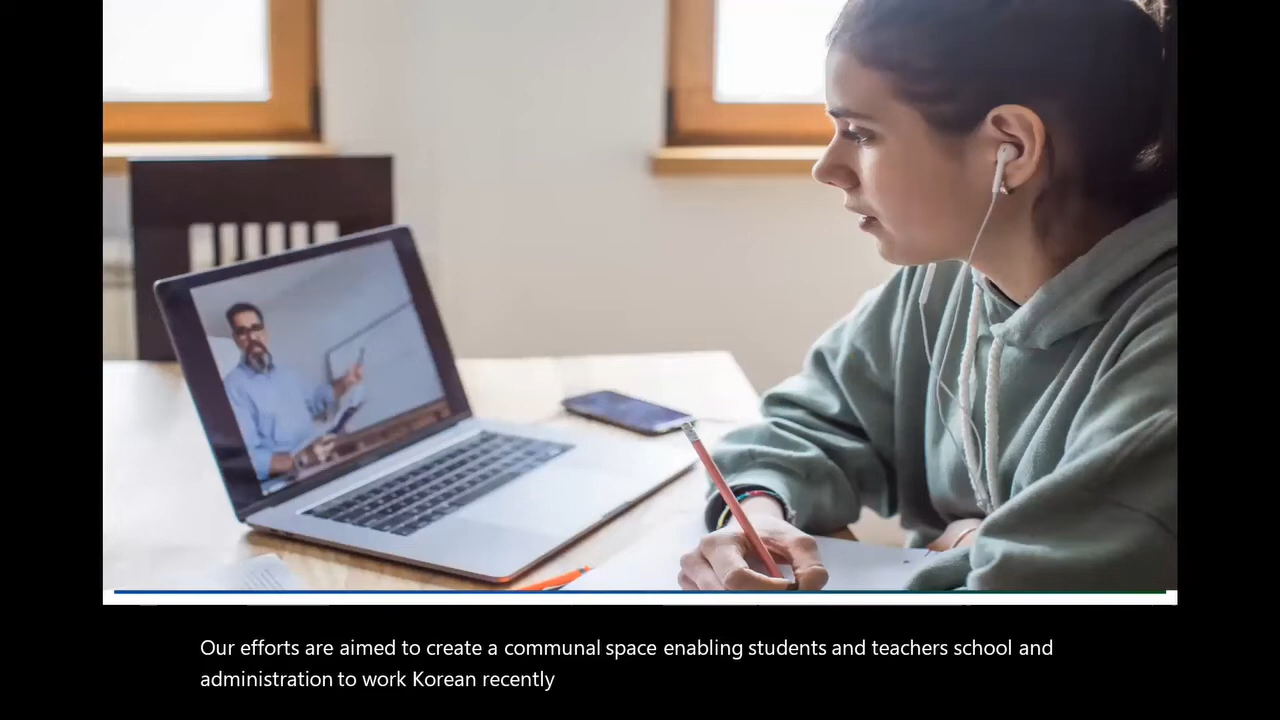 Our efforts are aimed to create a communal space enabling students and teachers school and
administration to work Korean recently